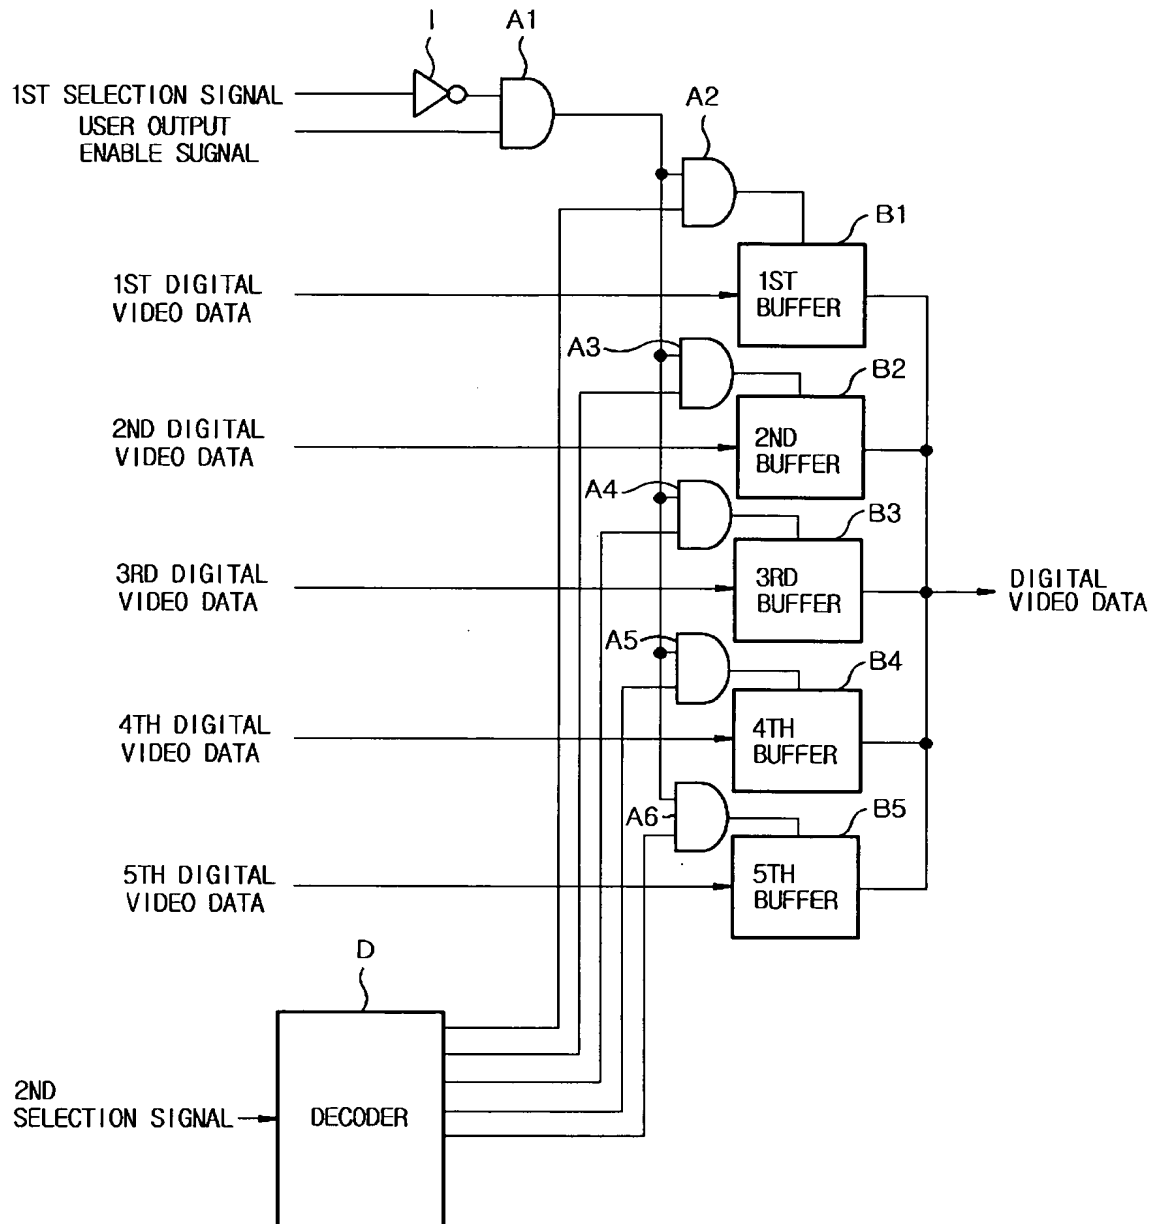 I
A1
1ST SELECTION SIGNAL
USER OUTPUT
ENABLE SUGNAL
A2
B1
1ST DIGITAL
VIDEO DATA
1ST
BUFFER
A3
B2
2ND DIGITAL
VIDEO DATA
2ND
BUFFER
A4
B3
3RD DIGITAL
VIDEO DATA
3RD
BUFFER
DIGITAL
VIDEO DATA
A5
B4
4TH DIGITAL
VIDEO DATA
4TH
BUFFER
A6
B5
5TH DIGITAL
VIDEO DATA
5TH
BUFFER
D
2ND
SELECTION SIGNAL
DECODER